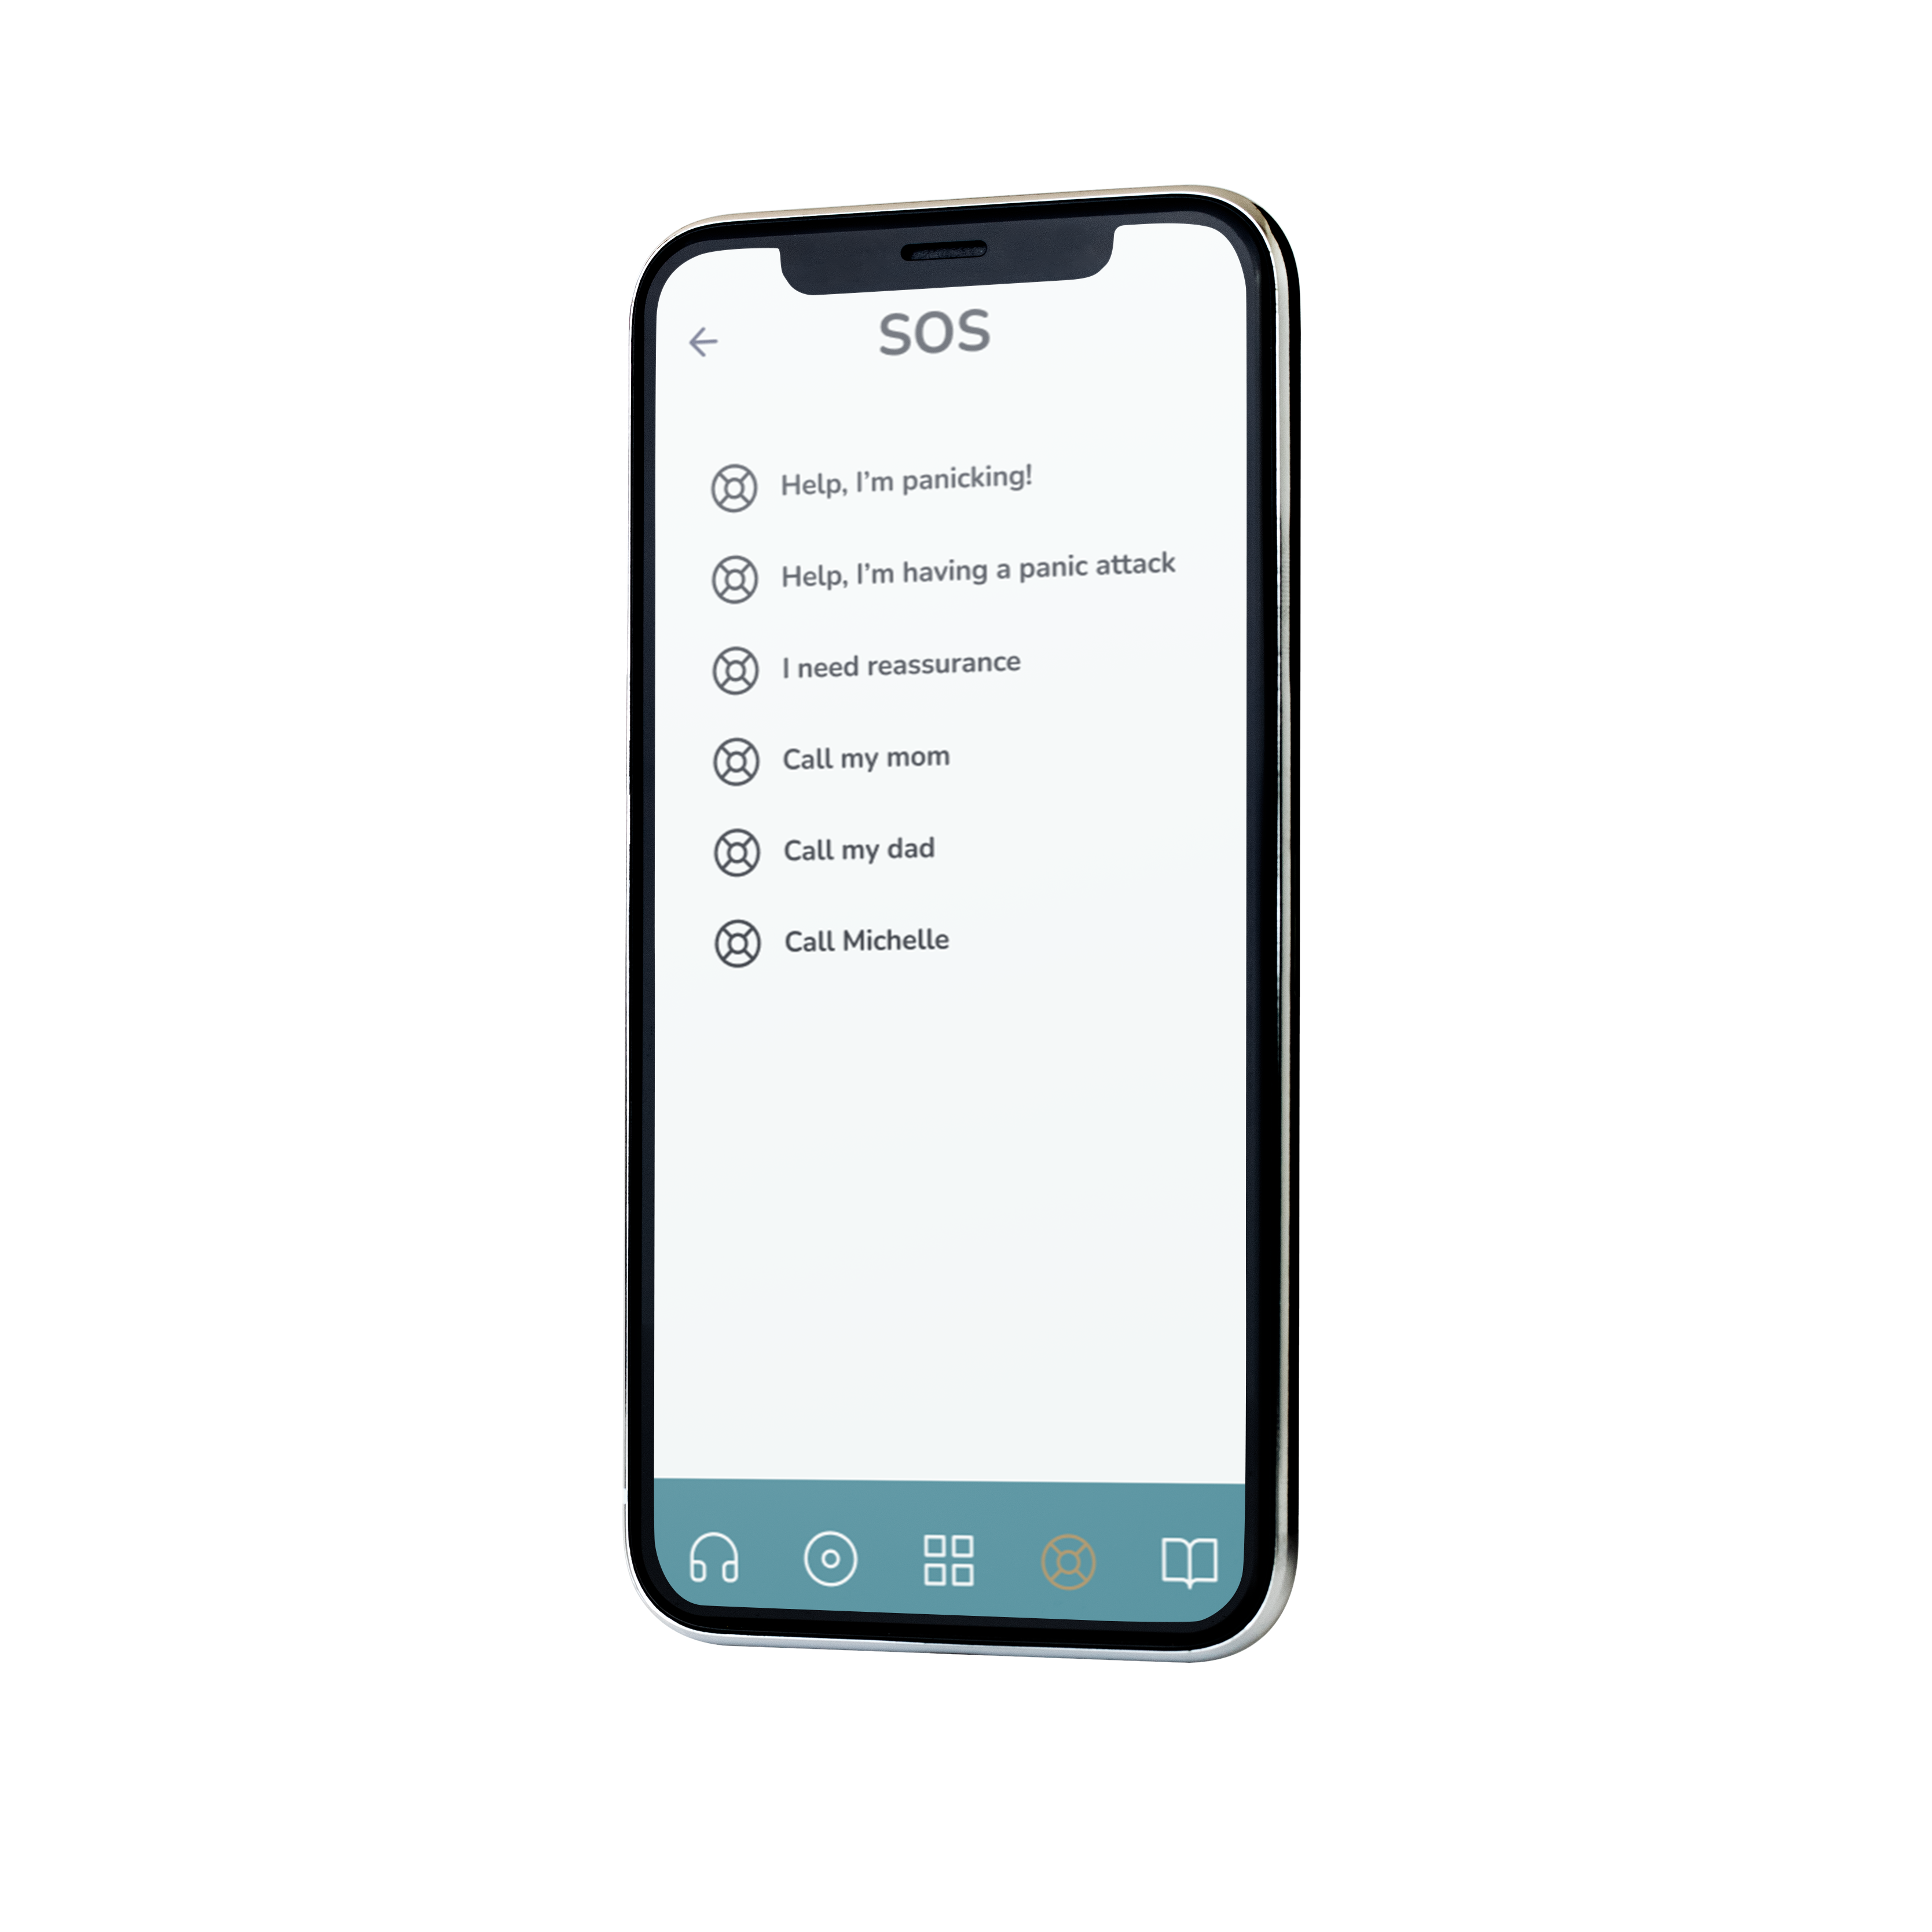 SOS
Help, I’m panicking!
Help, I’m having a panic attack
I need reassurance
Call my mom
Call my dad
Call Michelle